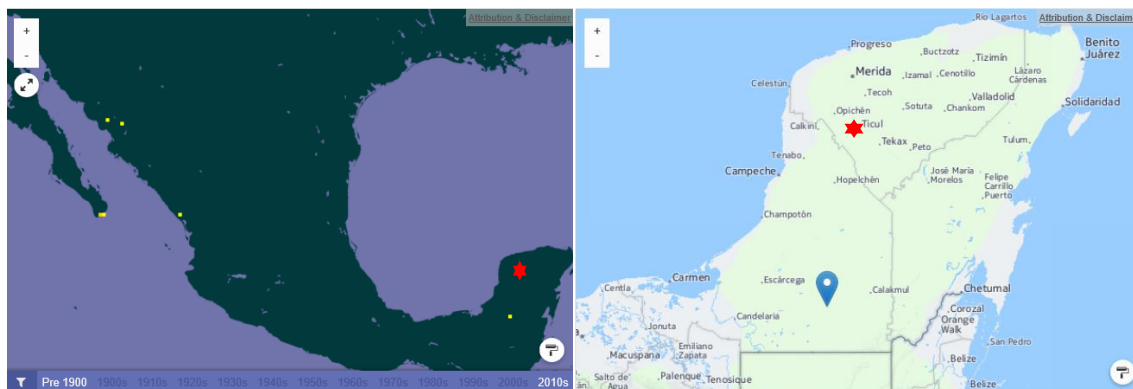 Attribution & Disclaimer
+
-
Pre 1900 1900s 1910s 1920s 1930s 1940s 1950s 1960s 1970s 1980s 1990s 2000s 2010s
Rio Lagartos
Attribution & Disclaim
+
-
Progreso
Buctzotz
Tizimín
Benito
Juárez
Merida
Izamal
Cenotillo
Lázaro
Cárdenas
Celestún
Tecoh
Valladolid
Solidaridad
Opichén
Sotuta
Chankom
Calkiní
Ticul
Tekax
Peto
Tulum
Tenabo
Campeche
Hopelchén
José María
Morelos
Felipe
Carrillo
Puerto
Champotón
Carmen
Escárcega
Calakmul
Chetumal
Centla
Candelaria
Corozal
Orange
Walk
San Pedro
Jonuta
Emiliano
Zapata
Macuspana
Belize
Salto de
Agua
Palenque
Tenosique
Belize